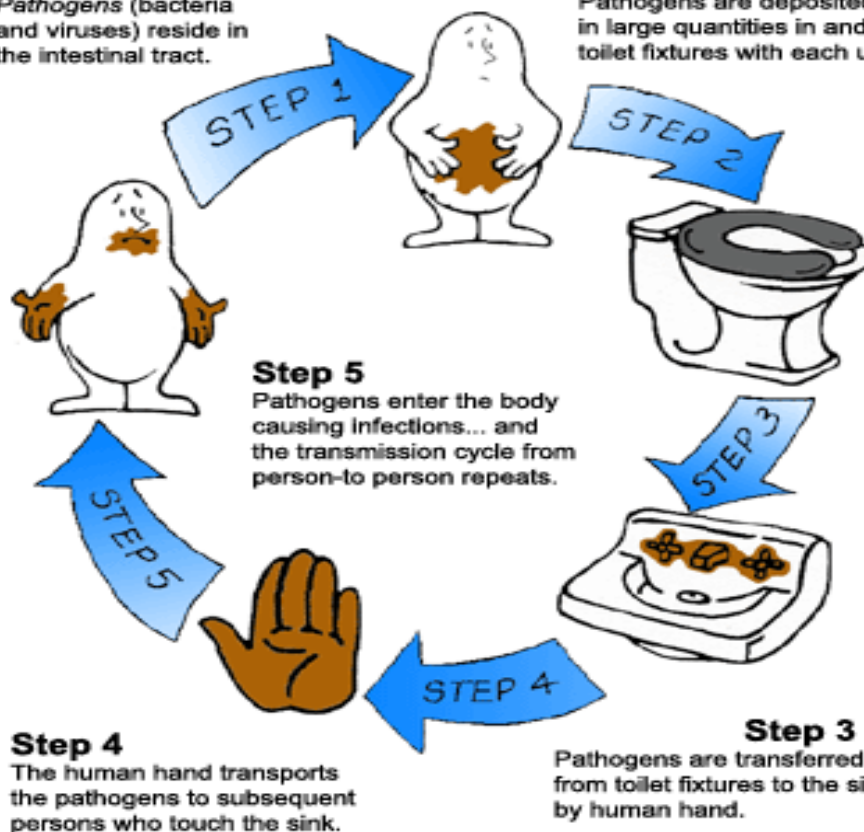 Pathogens (bacteria
and viruses) reside in
the intestinal tract.
Pathogens are deposited
in large quantities in and
toilet fixtures with each
STEP 1
STEP 2
STEP 3
STEP 4
STEP 5
Step 5
Pathogens enter the body
causing infections... and
the transmission cycle from
person-to person repeats.
Step 4
The human hand transports
the pathogens to subsequent
persons who touch the sink.
Step 3
Pathogens are transferred
from toilet fixtures to the
by human hand.